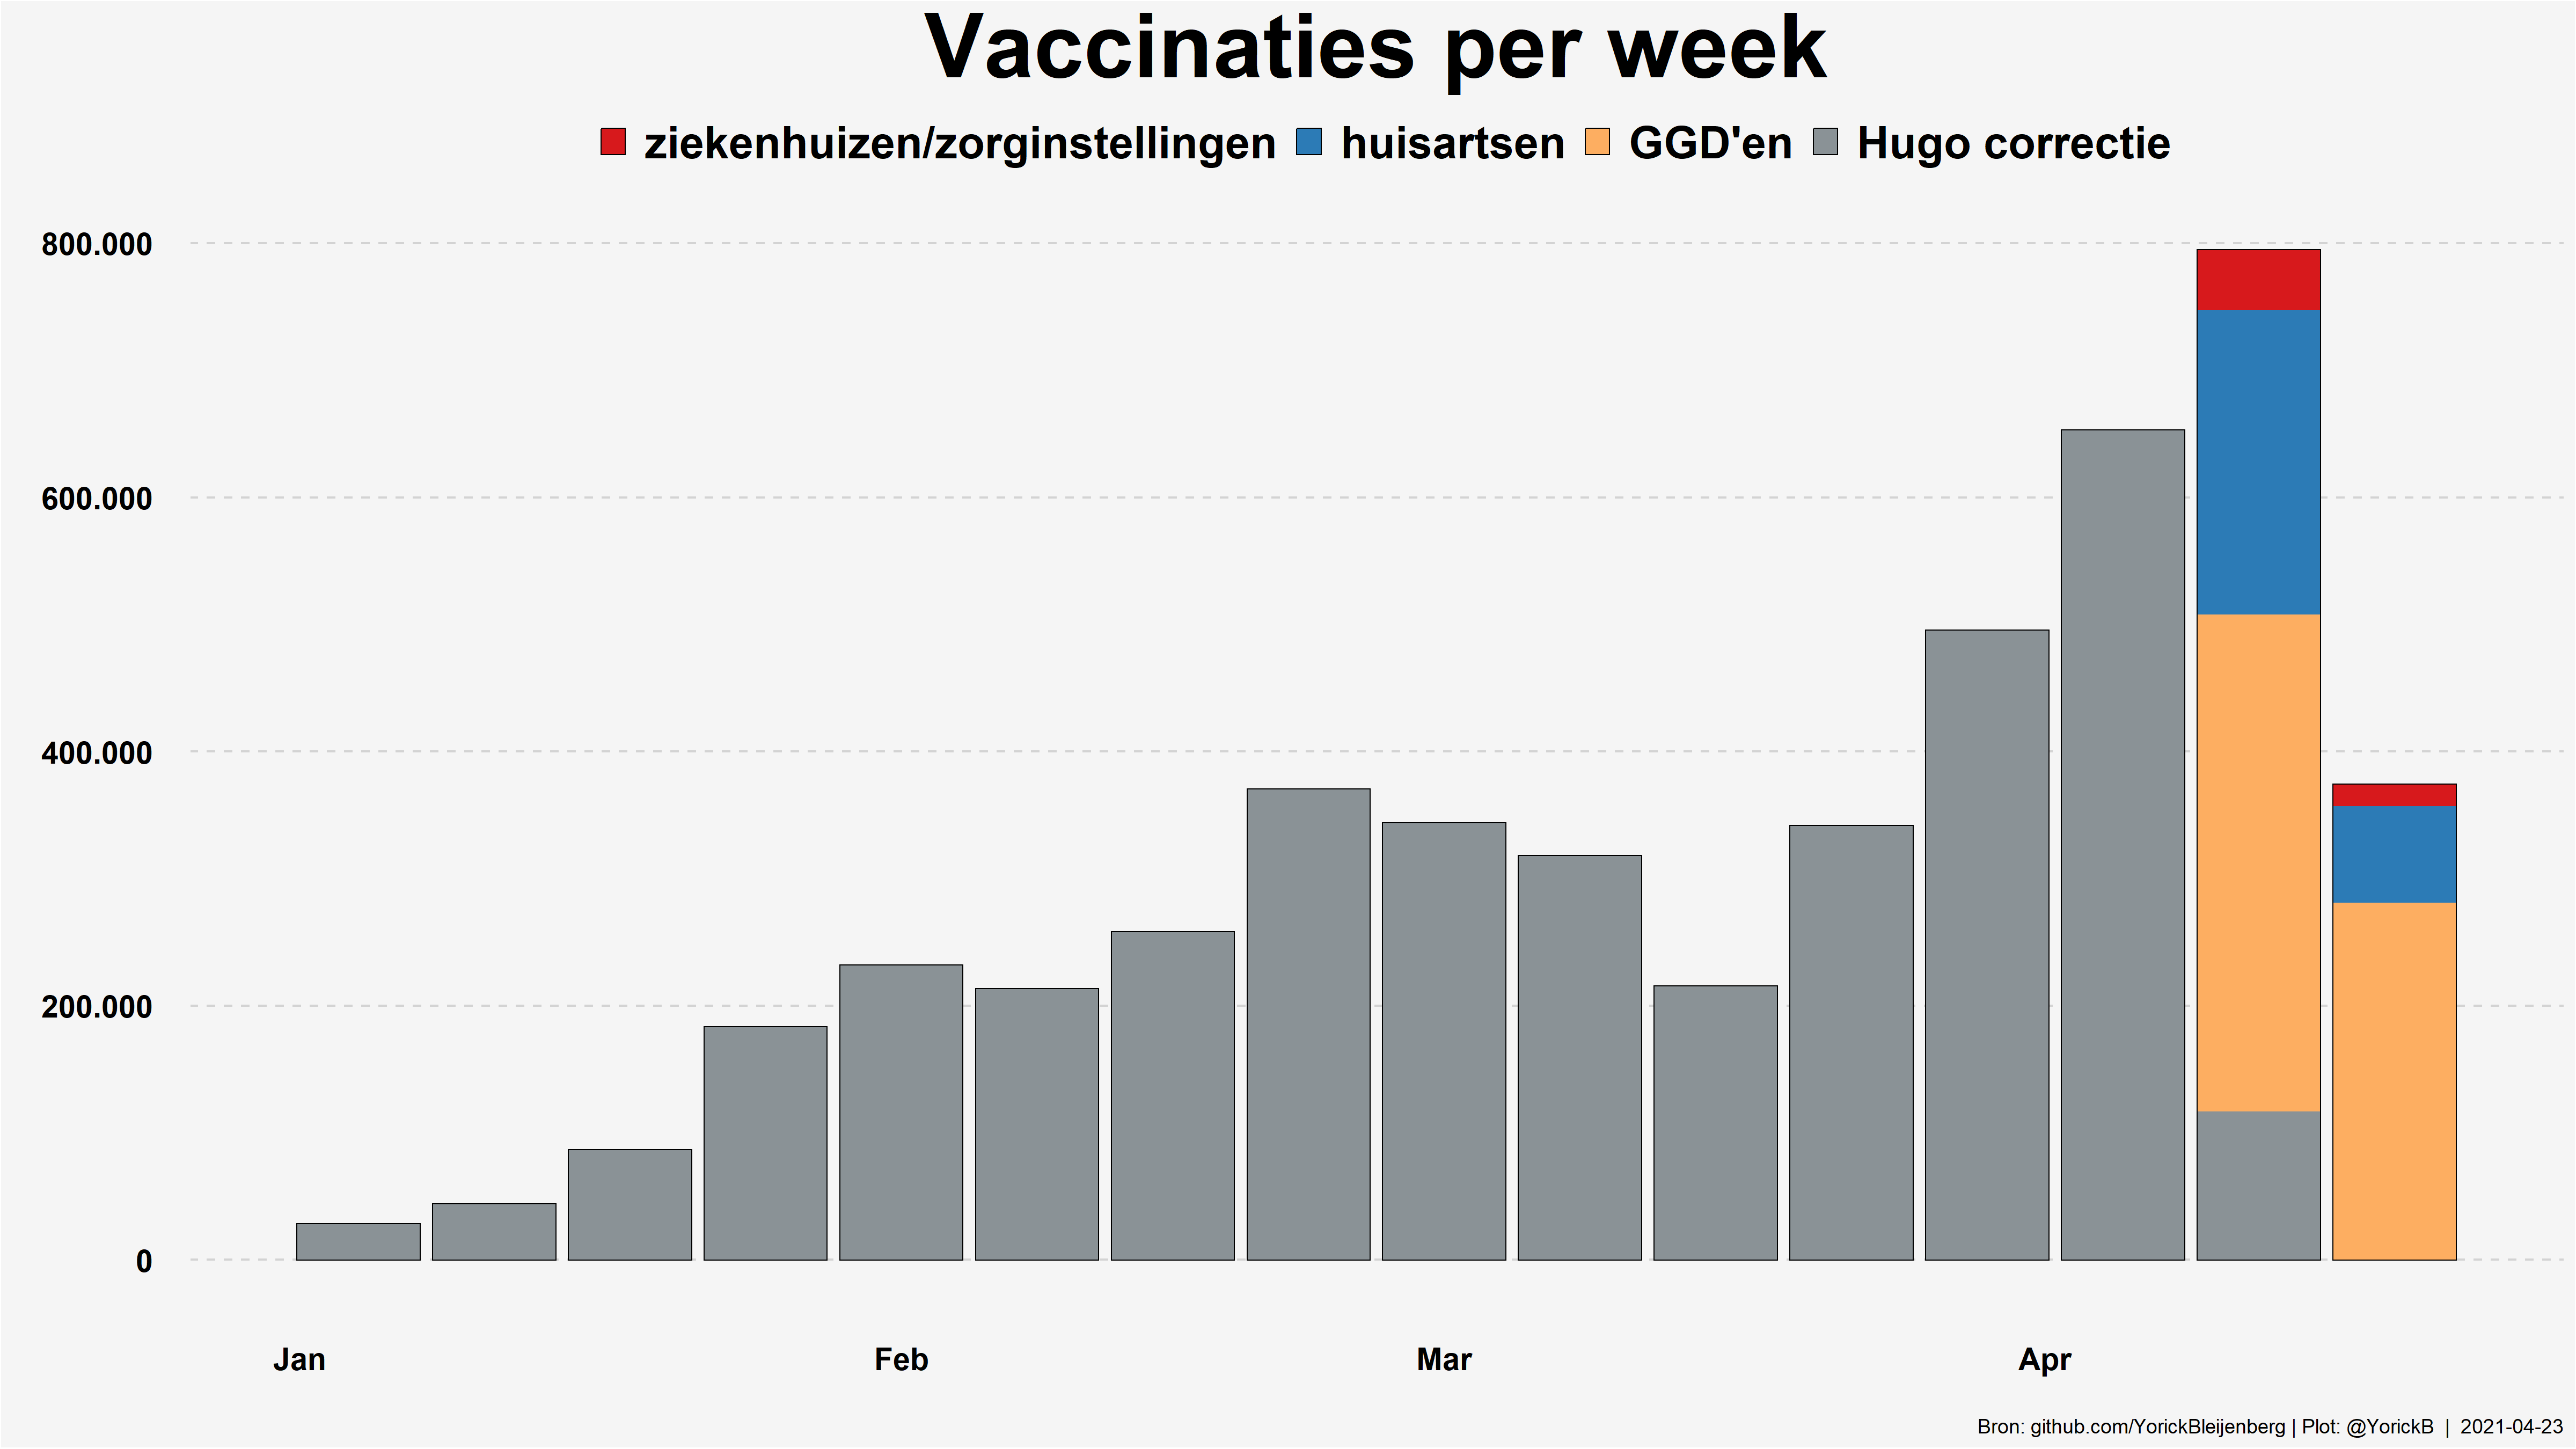 Vaccinaties per week
ziekenhuizen/zorginstellingen huisartsen GGD'en Hugo correctie
800.000
600.000
400.000
200.000
0
Jan Feb Mar Apr
Bron: github.com/YorickBleijenberg | Plot: @YorickB | 2021-04-23